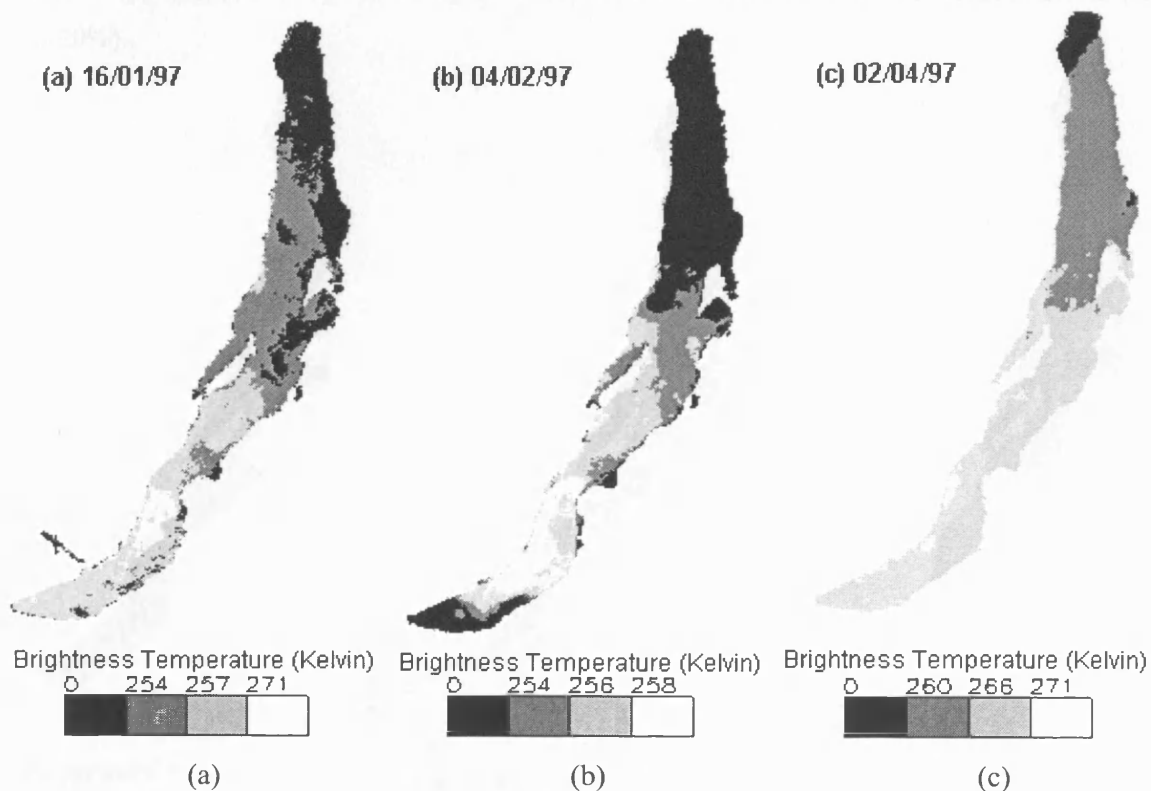 (a) 16/01/97
(b) 04/02/97
(c) 02/04/97
Brightness Temperature (Kelvin)
0 254 257 271
Brightness Temperature (Kelvin)
0 254 256 258
Brightness Temperature (Kelvin)
0 260 266 271
(a)
(b)
(c)